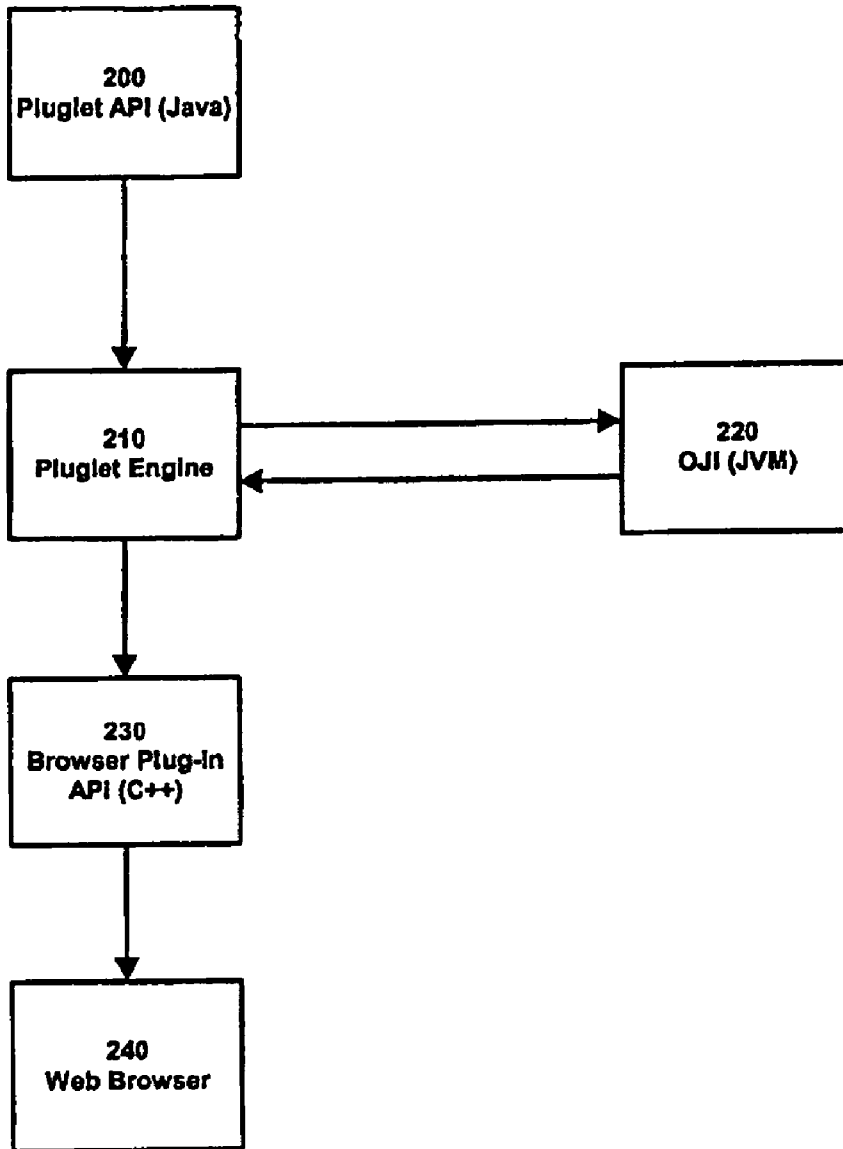 200
Pluglet API (Java)
210
Pluglet Engine
220
OJI (JVM)
230
Browser Plug-in
API (C++)
240
Web Browser